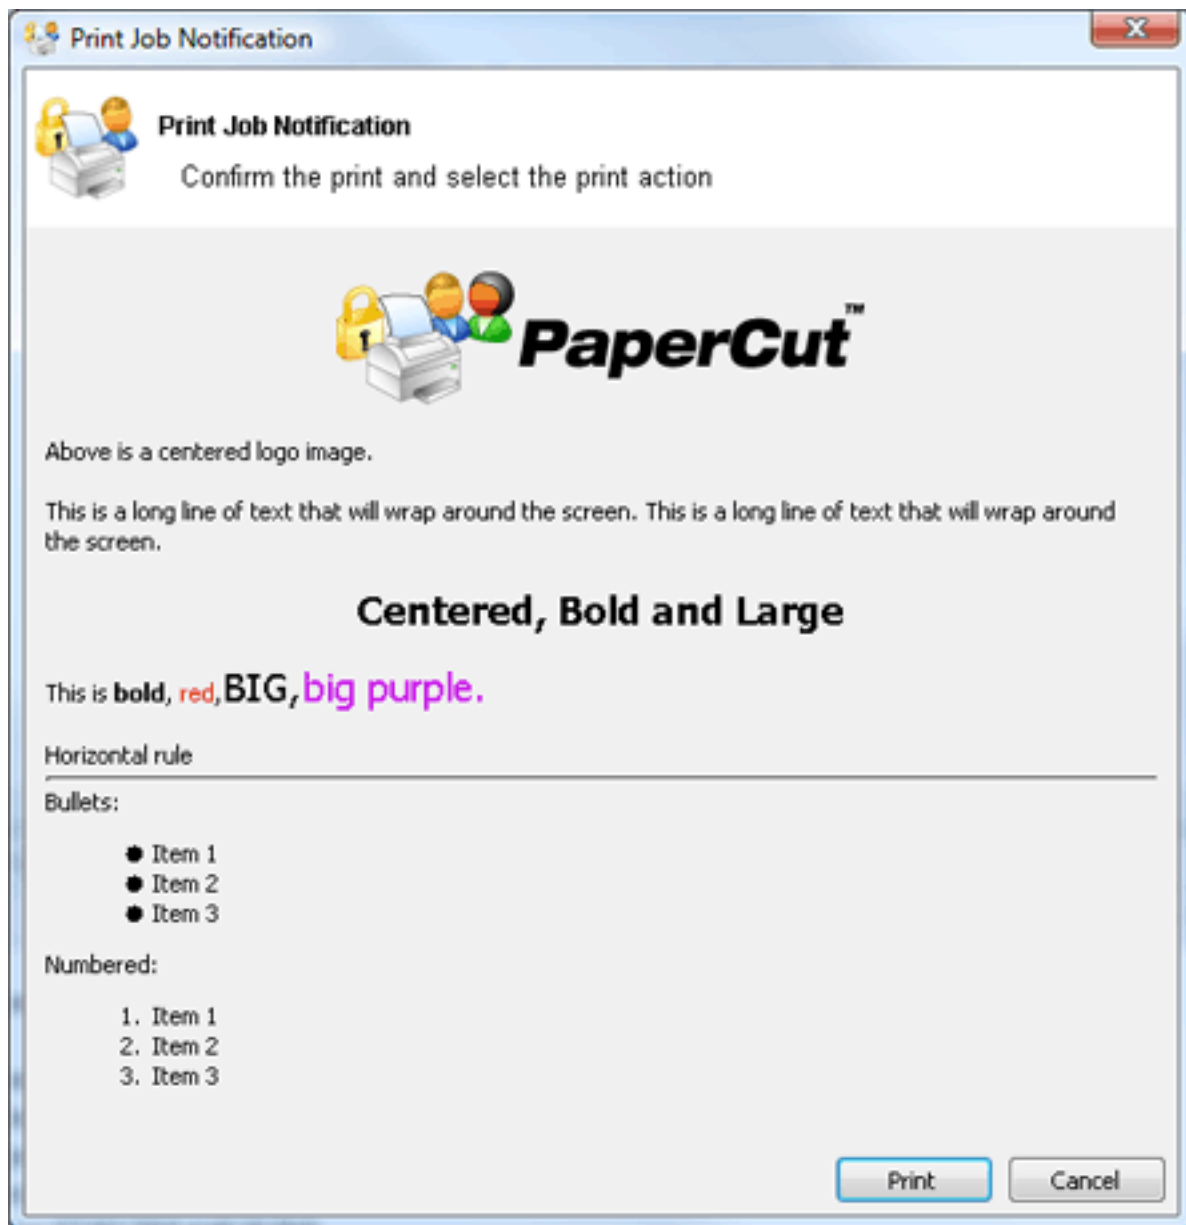 Print Job Notification
X
Print Job Notification
Confirm the print and select the print action
PaperCut™
Above is a centered logo image.
This is a long line of text that will wrap around the screen. This is a long line of text that will wrap around
the screen.
Centered, Bold and Large
This is bold, red, BIG, big purple.
Horizontal rule
Bullets:
● Item 1
● Item 2
● Item 3
Numbered:
1. Item 1
2. Item 2
3. Item 3
Print Cancel